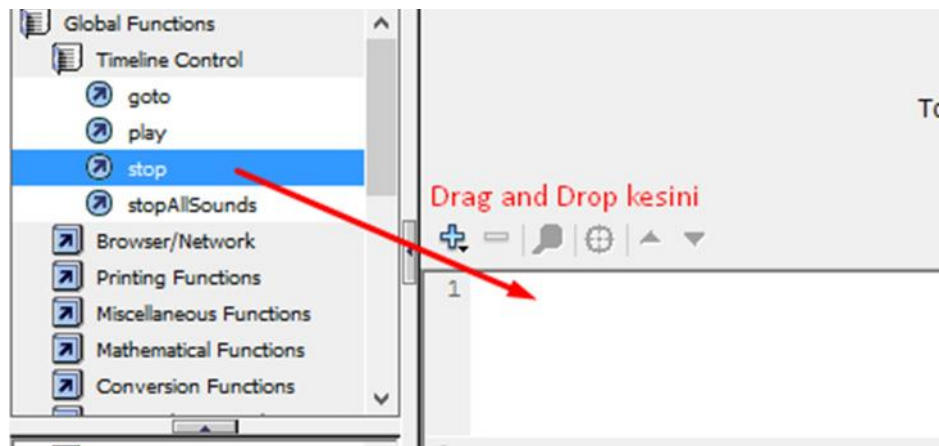 Global Functions
Timeline Control
goto
play
stop
stopAllSounds
Browser/Network
Printing Functions
Miscellaneous Functions
Mathematical Functions
Conversion Functions
To
Drag and Drop kesini
1